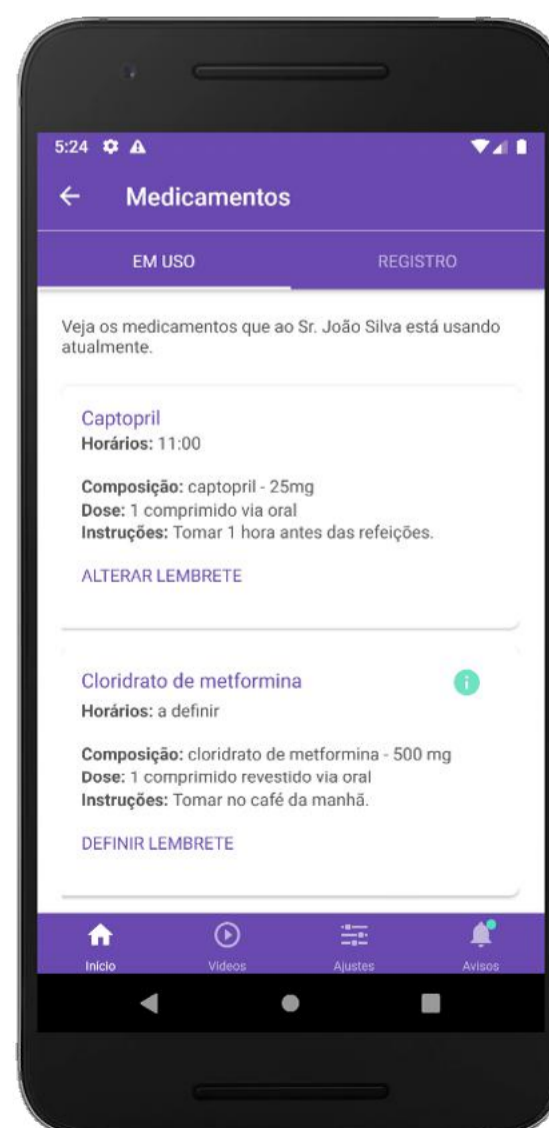 5:24
Medicamentos
EM USO
REGISTRO
Veja os medicamentos que ao Sr. João Silva está usando
atualmente.
Captopril
Horários: 11:00
Composição: captopril - 25mg
Dose: 1 comprimido via oral
Instruções: Tomar 1 hora antes das refeições.
ALTERAR LEMBRETE
Cloridrato de metformina
Horários: a definir
Composição: cloridrato de metformina - 500 mg
Dose: 1 comprimido revestido via oral
Instruções: Tomar no café da manhã.
DEFINIR LEMBRETE
Início
Vídeos
Ajustes
Avisos